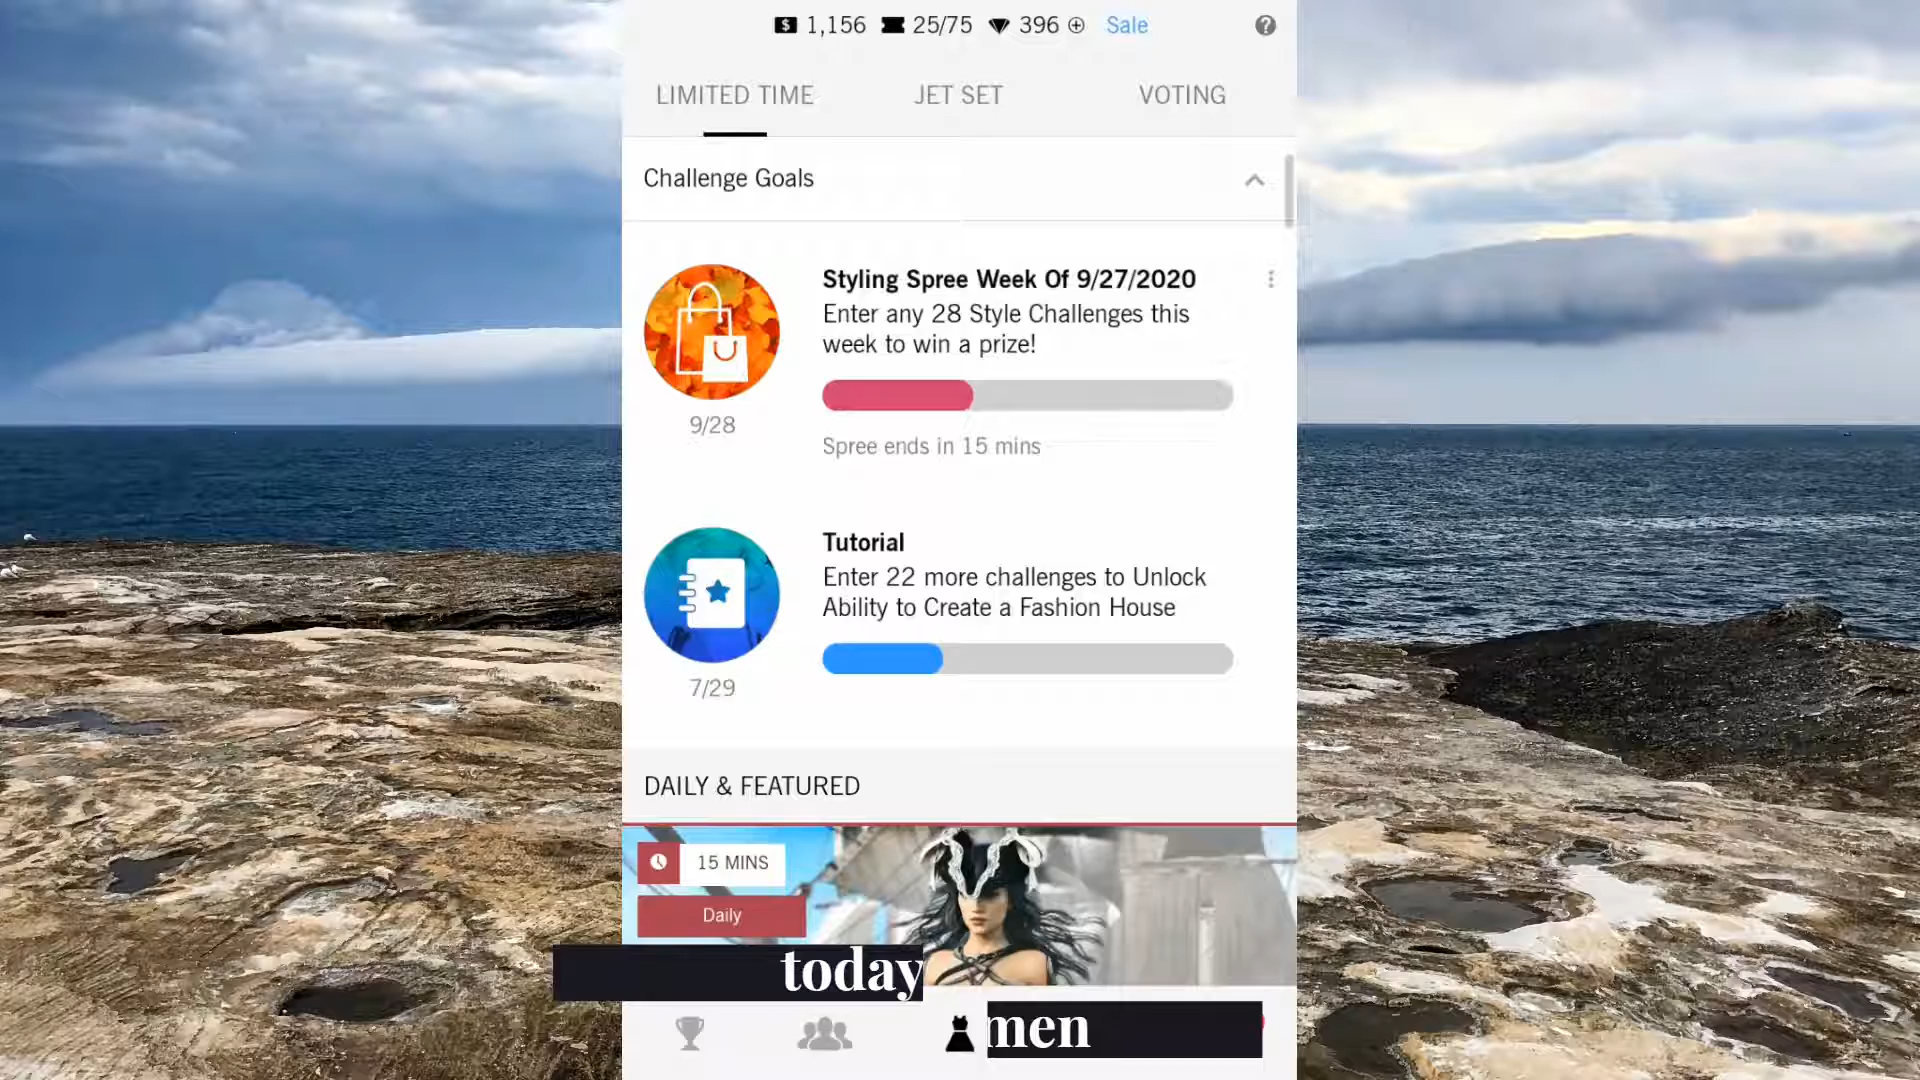 1,156 25/75 396 Sale
LIMITED TIME JET SET VOTING
Challenge Goals
Styling Spree Week Of 9/27/2020
Enter any 28 Style Challenges this
week to win a prize!
9/28
Spree ends in 15 mins
Tutorial
Enter 22 more challenges to Unlock
Ability to Create a Fashion House
7/29
DAILY & FEATURED
15 MINS
Daily
today
men